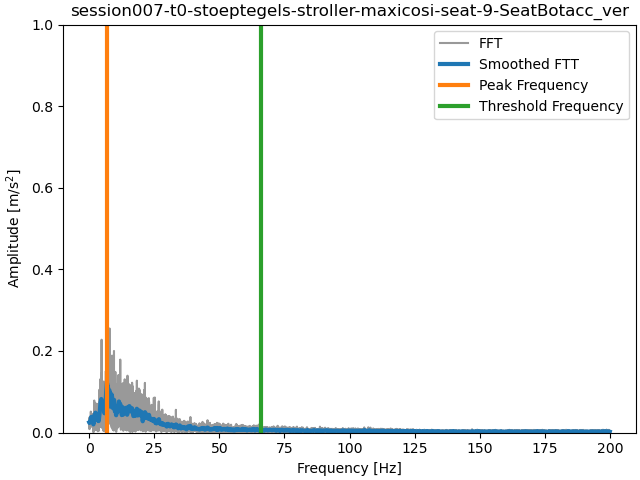 session007-t0-stoeptegels-stroller-maxicosi-seat-9-SeatBotacc_ver
1.0
0.8
0.6
0.4
0.2
0.0
Amplitude [m/s²]
FFT
Smoothed FTT
Peak Frequency
Threshold Frequency
0 25 50 75 100 125 150 175 200
Frequency [Hz]